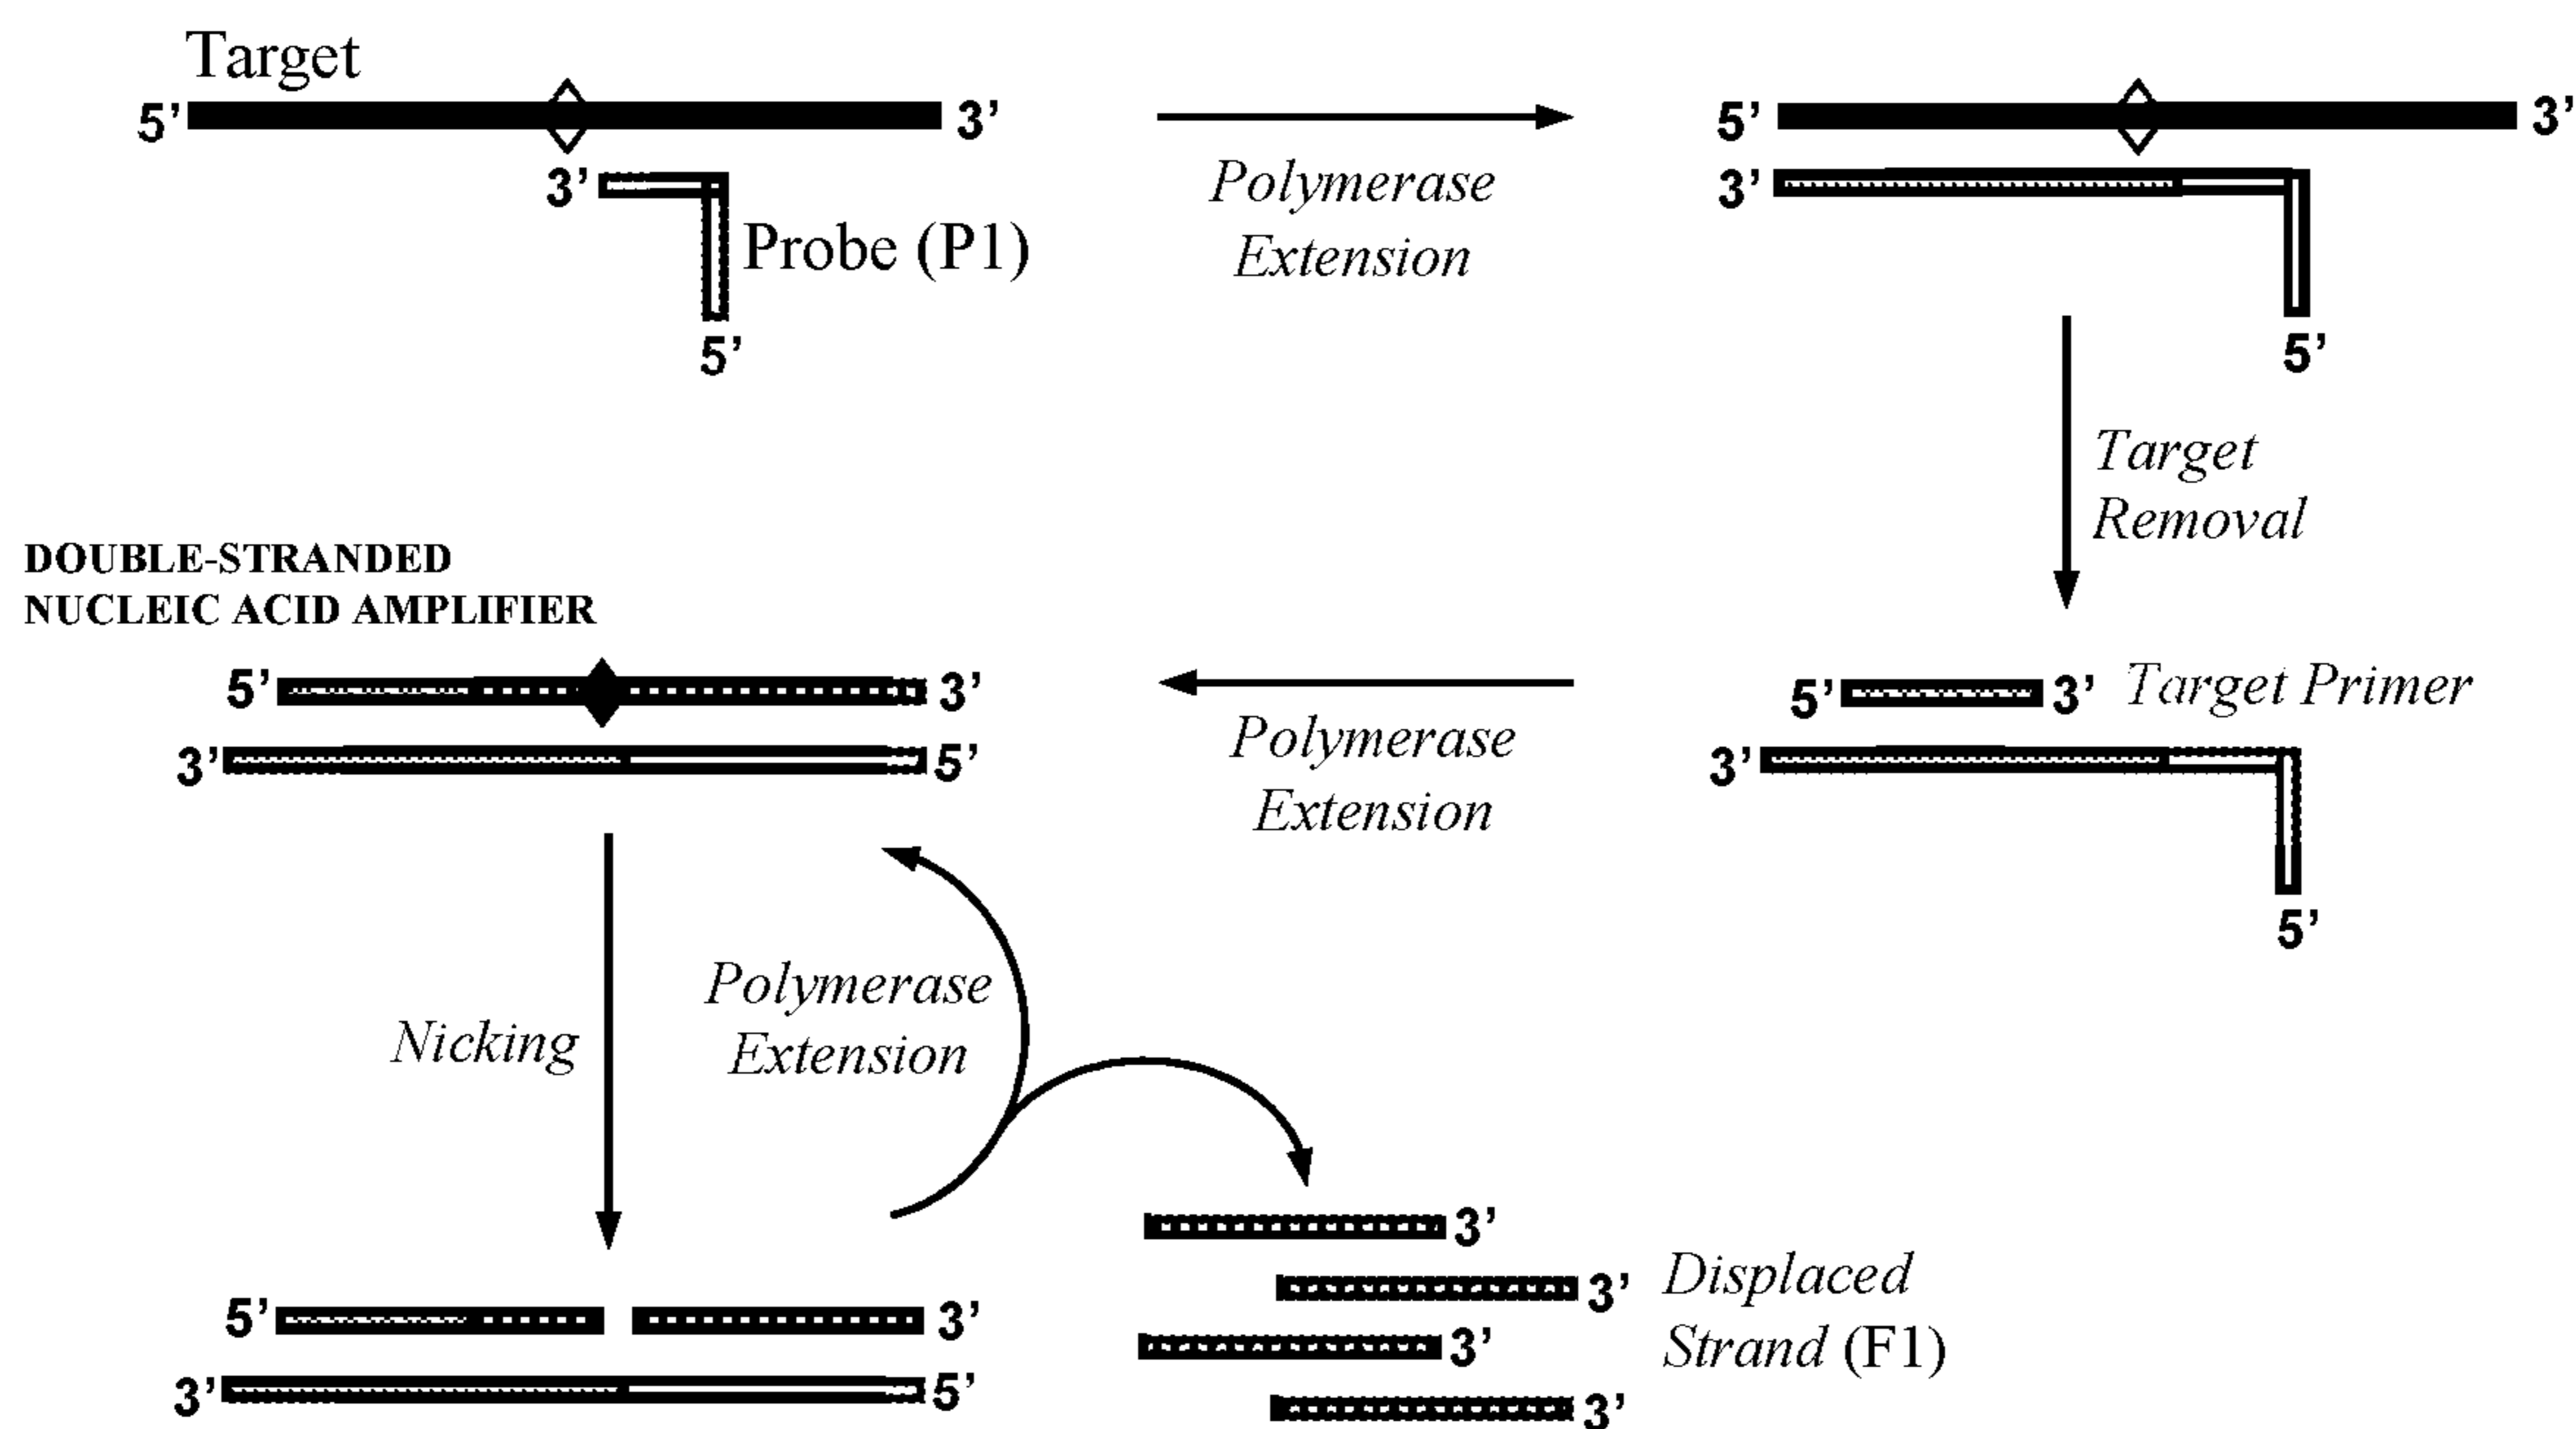 Target
5’ 3’
3’
Probe (P1)
5’
Polymerase
Extension
5’ 3’
3’
5’
Target
Removal
5’ 3’ Target Primer
3’
5’
Polymerase
Extension
DOUBLE-STRANDED
NUCLEIC ACID AMPLIFIER
5’ 3’
3’ 5’
Nicking
Polymerase
Extension
5’ 3’
3’ 5’
3’
3’
3’
3’
Displaced
Strand (F1)